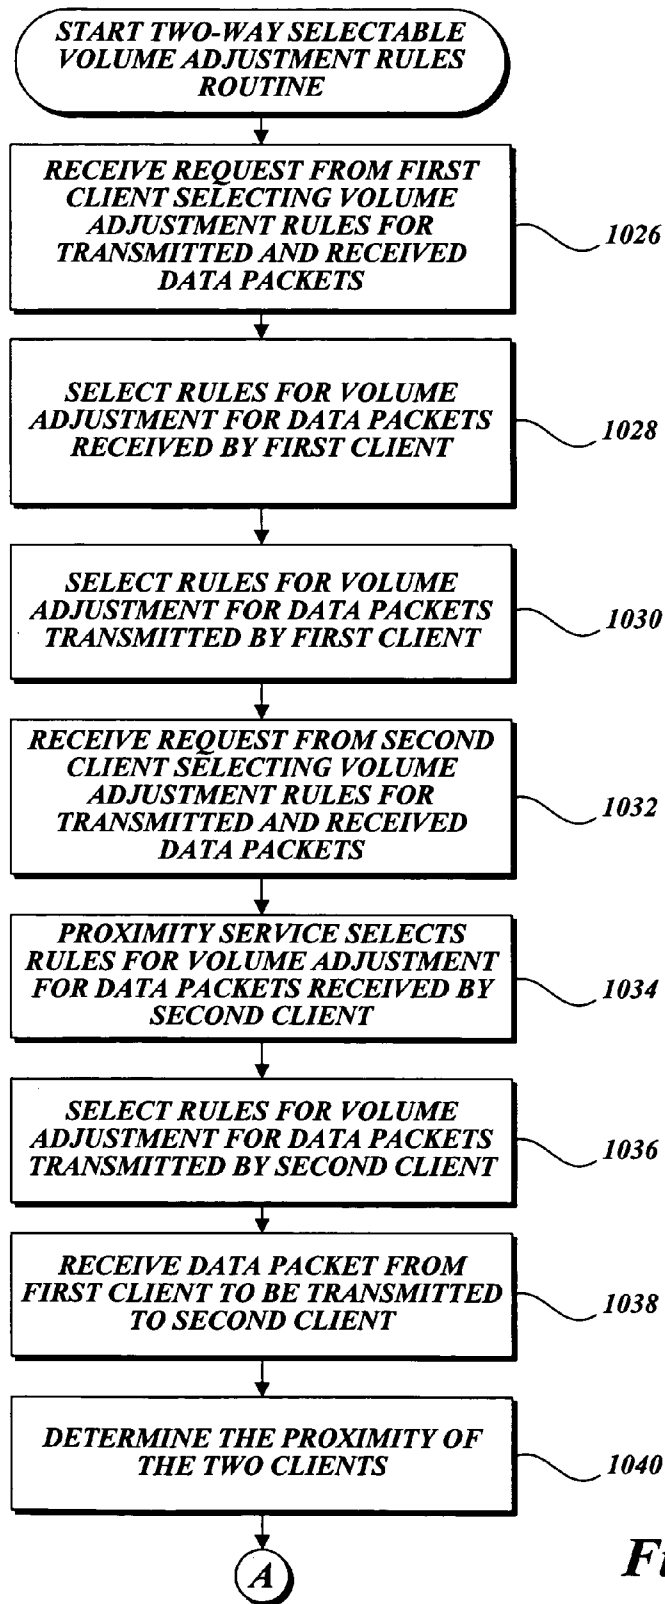 START TWO-WAY SELECTABLE
VOLUME ADJUSTMENT RULES
ROUTINE
RECEIVE REQUEST FROM FIRST
CLIENT SELECTING VOLUME
ADJUSTMENT RULES FOR
TRANSMITTED AND RECEIVED
DATA PACKETS
1026
SELECT RULES FOR VOLUME
ADJUSTMENT FOR DATA PACKETS
RECEIVED BY FIRST CLIENT
1028
SELECT RULES FOR VOLUME
ADJUSTMENT FOR DATA PACKETS
TRANSMITTED BY FIRST CLIENT
1030
RECEIVE REQUEST FROM SECOND
CLIENT SELECTING VOLUME
ADJUSTMENT RULES FOR
TRANSMITTED AND RECEIVED
DATA PACKETS
1032
PROXIMITY SERVICE SELECTS
RULES FOR VOLUME ADJUSTMENT
FOR DATA PACKETS RECEIVED BY
SECOND CLIENT
1034
SELECT RULES FOR VOLUME
ADJUSTMENT FOR DATA PACKETS
TRANSMITTED BY SECOND CLIENT
1036
RECEIVE DATA PACKET FROM
FIRST CLIENT TO BE TRANSMITTED
TO SECOND CLIENT
1038
DETERMINE THE PROXIMITY OF
THE TWO CLIENTS
1040
A